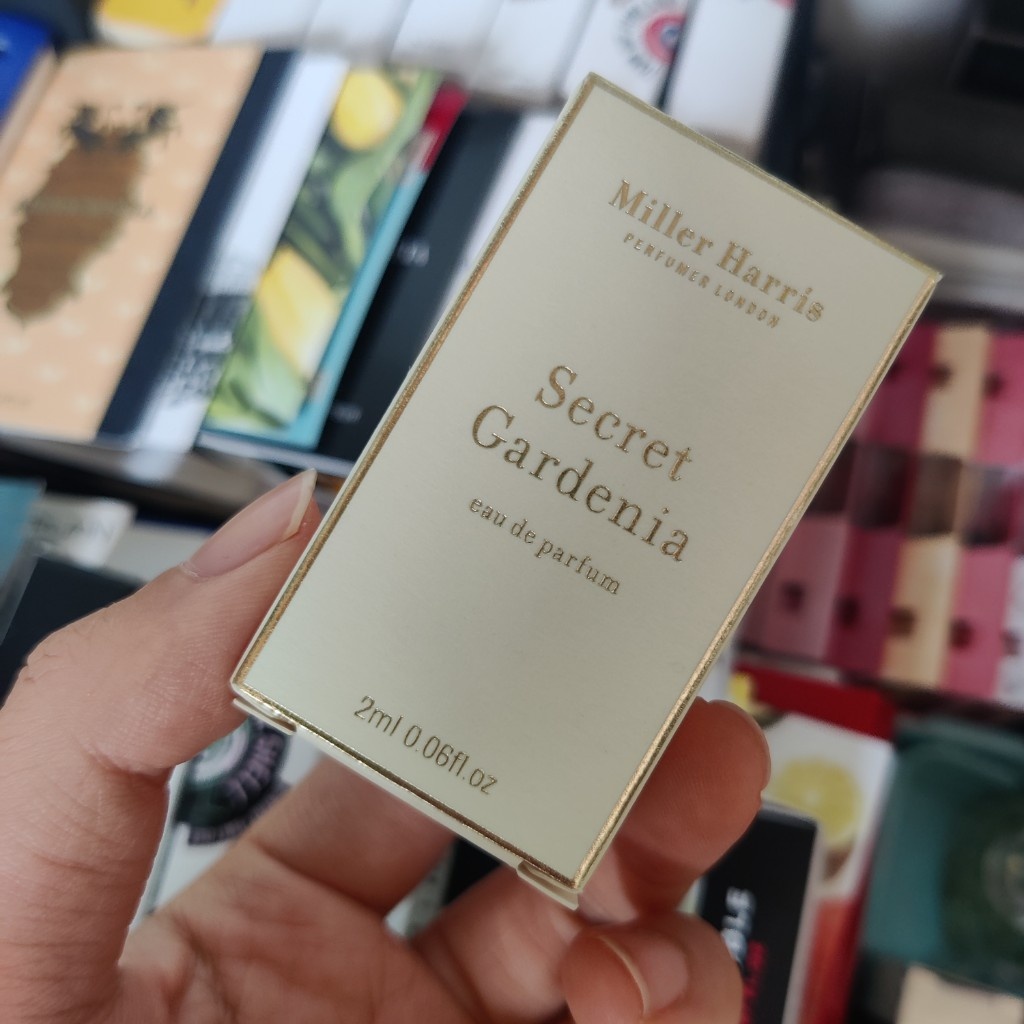 Miller Harris
PERFUMER LONDON
Secret
Gardenia
eau de parfum
2ml 0.06fl.oz